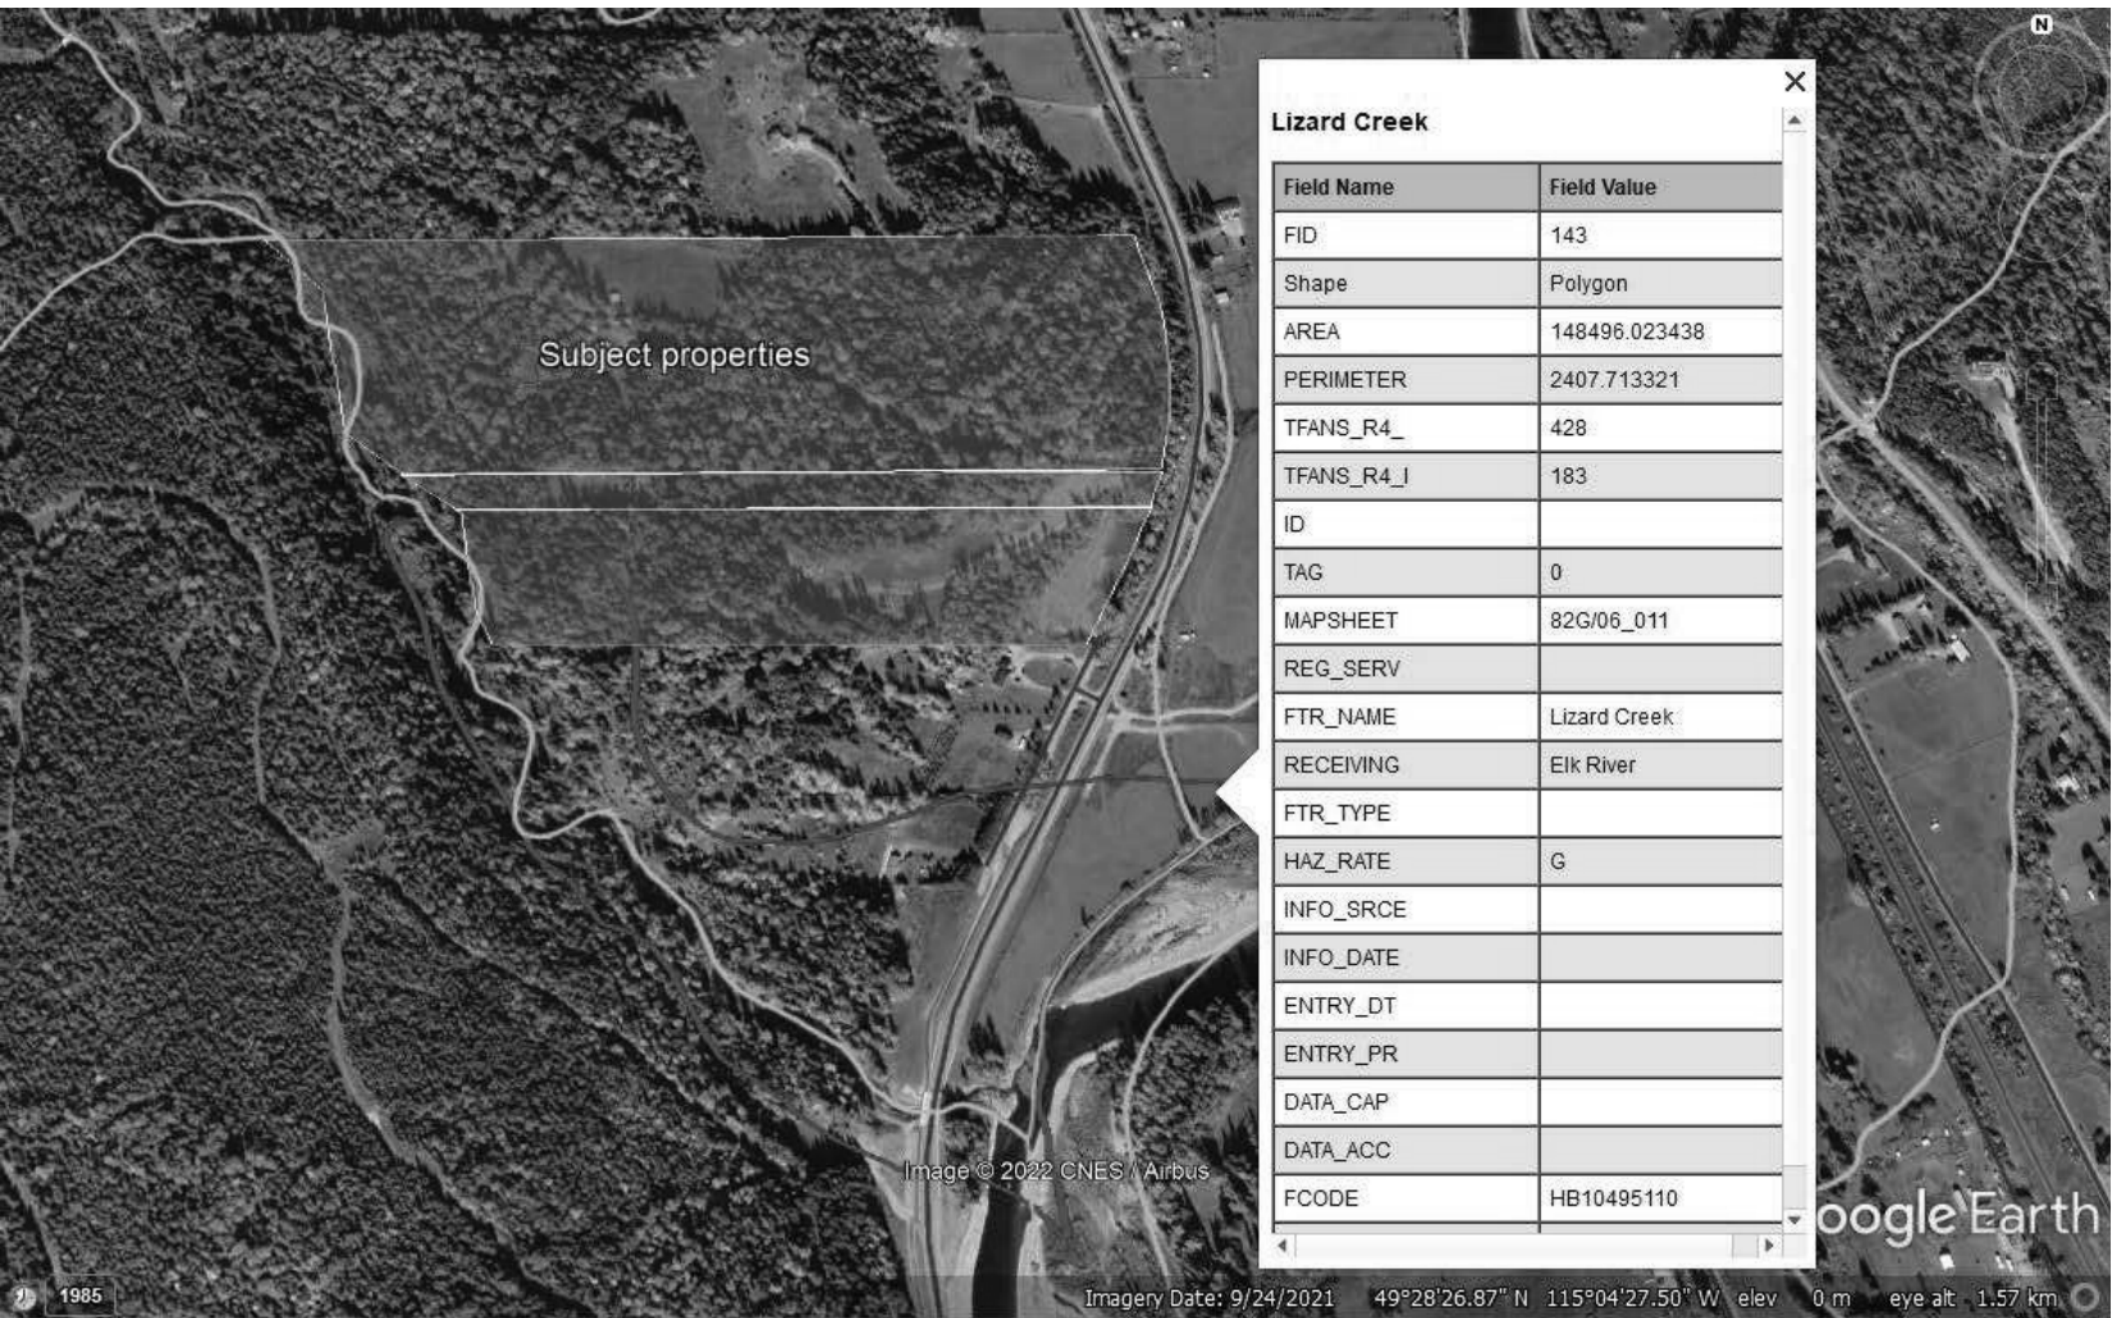 N
Lizard Creek
Field Name Field Value
FID 143
Shape Polygon
AREA 148496.023438
PERIMETER 2407.713321
TFANS_R4_ 428
TFANS_R4_I 183
ID
TAG 0
MAPSHEET 82G/06_011
REG_SERV
FTR_NAME Lizard Creek
RECEIVING Elk River
FTR_TYPE
HAZ_RATE G
INFO_SRCE
INFO_DATE
ENTRY_DT
ENTRY_PR
DATA_CAP
DATA_ACC
FCODE HB10495110
Subject properties
Image © 2022 CNES / Airbus
oogle Earth
1985
Imagery Date: 9/24/2021 49°28'26.87" N 115°04'27.50" W elev 0 m eye alt 1.57 km